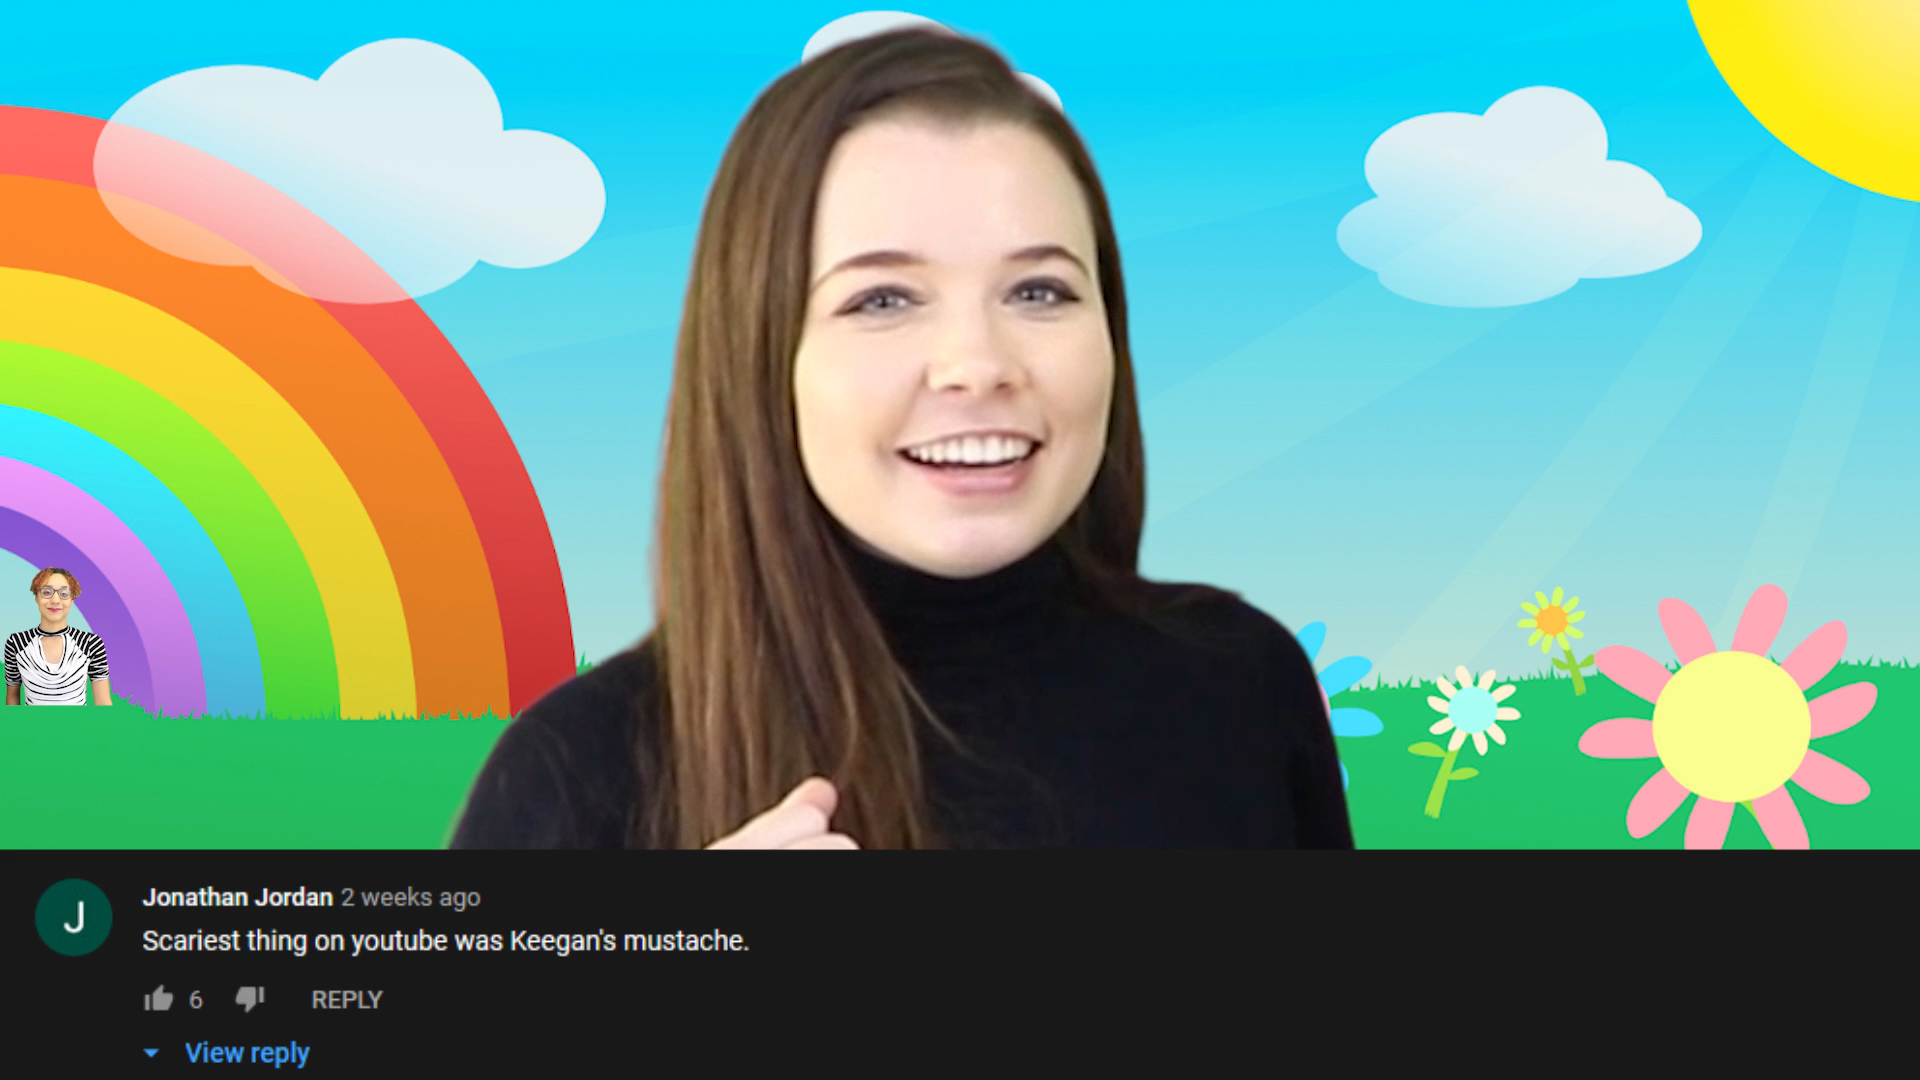 J
Jonathan Jordan 2 weeks ago
Scariest thing on youtube was Keegan's mustache.
6 REPLY
View reply